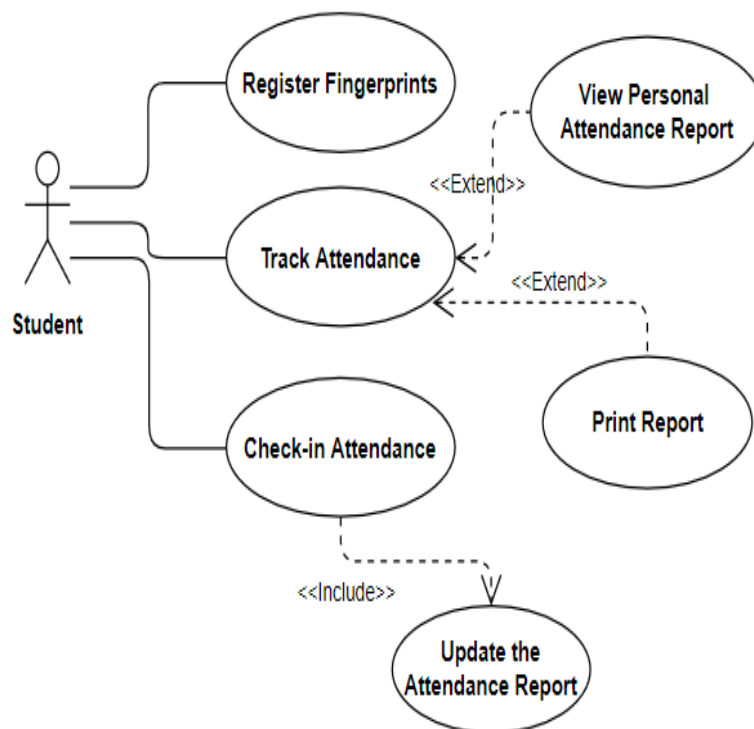 Register Fingerprints
View Personal
Attendance Report
<<Extend>>
Track Attendance
<<Extend>>
Student
Print Report
Check-in Attendance
<<Include>>
Update the
Attendance Report